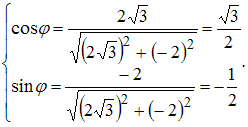 cosφ = 2√3 / √((2√3)² + (−2)²) = √3 / 2
sinφ = −2 / √((2√3)² + (−2)²) = −1/2.